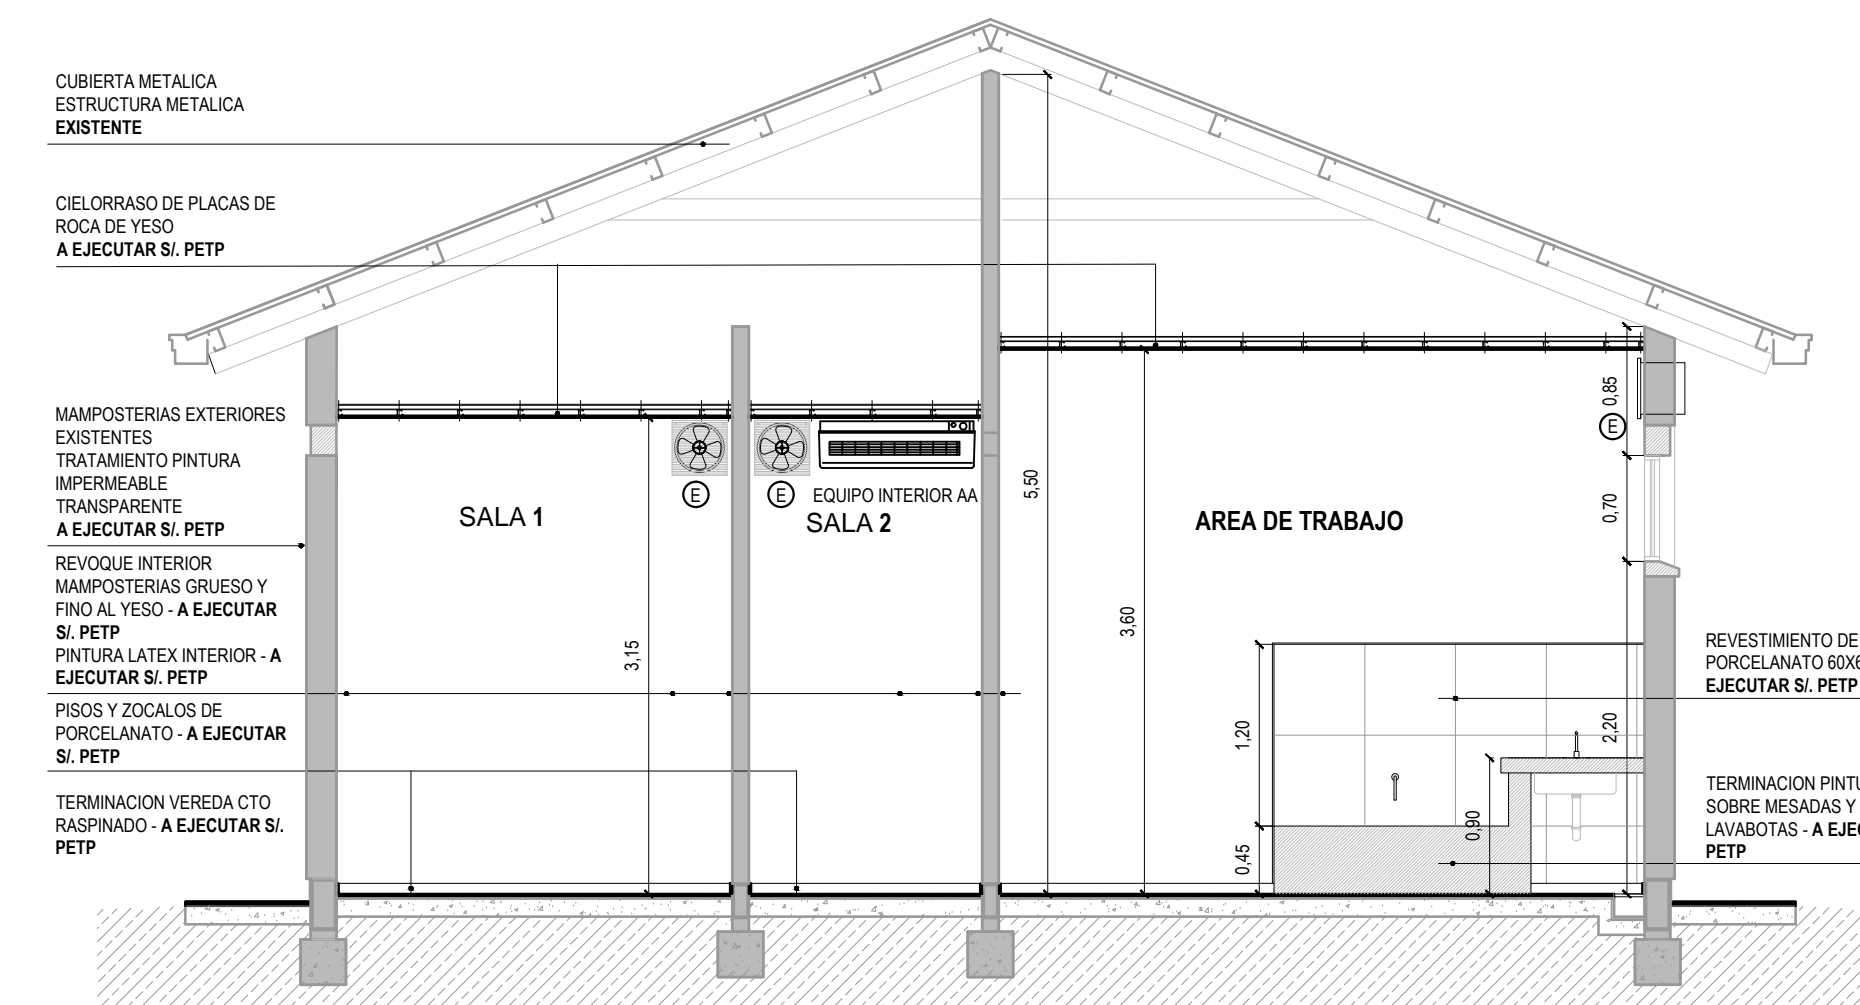 CUBIERTA METALICA
ESTRUCTURA METALICA
EXISTENTE
CIELORRASO DE PLACAS DE
ROCA DE YESO
A EJECUTAR S/. PETP
MAMPOSTERIAS EXTERIORES
EXISTENTES
TRATAMIENTO PINTURA
IMPERMEABLE
TRANSPARENTE
A EJECUTAR S/. PETP
REVOQUE INTERIOR
MAMPOSTERIAS GRUESO Y
FINO AL YESO - A EJECUTAR
S/. PETP
PINTURA LATEX INTERIOR - A
EJECUTAR S/. PETP
PISOS Y ZOCALOS DE
PORCELANATO - A EJECUTAR
S/. PETP
TERMINACION VEREDA CTO
RASPINADO - A EJECUTAR S/.
PETP
SALA 1
3,15
E
E
EQUIPO INTERIOR AA
SALA 2
5,50
3,60
AREA DE TRABAJO
0,85
E
0,70
2,20
1,20
0,45
0,90
REVESTIMIENTO DE
PORCELANATO 60X6
EJECUTAR S/. PETP
TERMINACION PINTU
SOBRE MESADAS Y
LAVABOTAS - A EJEC
PETP